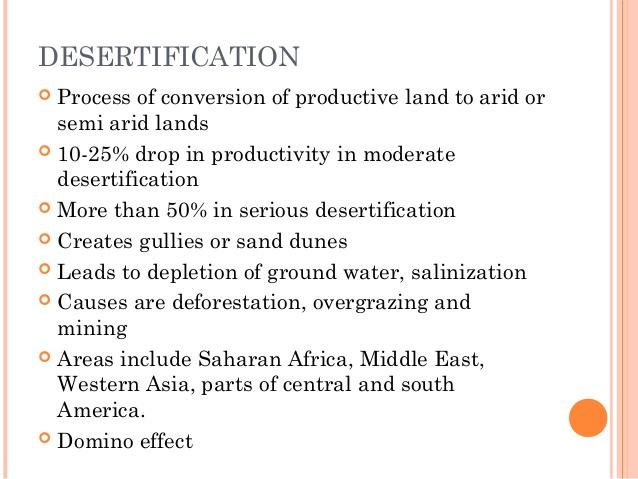 DESERTIFICATION
Process of conversion of productive land to arid or
semi arid lands
10-25% drop in productivity in moderate
desertification
More than 50% in serious desertification
Creates gullies or sand dunes
Leads to depletion of ground water, salinization
Causes are deforestation, overgrazing and
mining
Areas include Saharan Africa, Middle East,
Western Asia, parts of central and south
America.
Domino effect